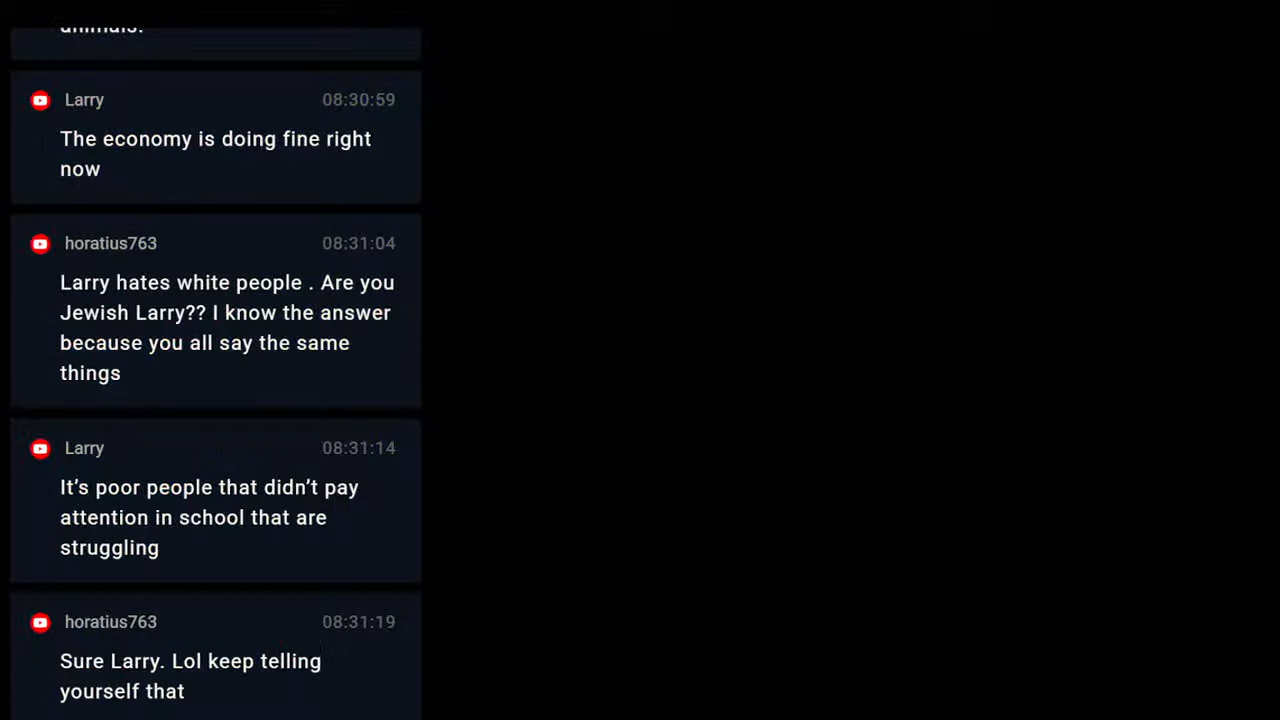 animals.
Larry 08:30:59
The economy is doing fine right
now
horatius763 08:31:04
Larry hates white people . Are you
Jewish Larry?? I know the answer
because you all say the same
things
Larry 08:31:14
It’s poor people that didn’t pay
attention in school that are
struggling
horatius763 08:31:19
Sure Larry. Lol keep telling
yourself that